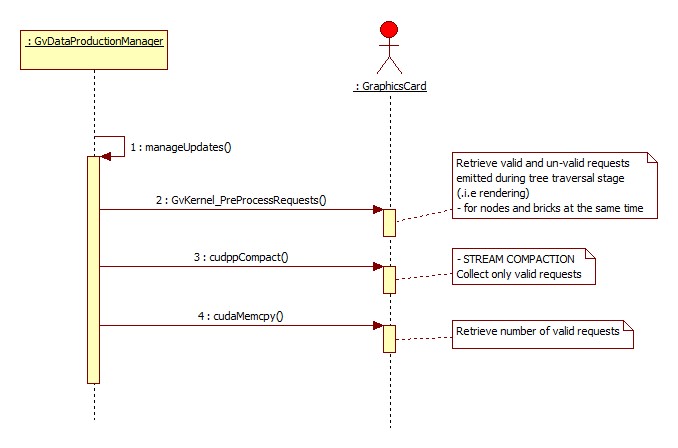 : GvDataProductionManager
: GraphicsCard
1 : manageUpdates()
Retrieve valid and un-valid requests
emitted during tree traversal stage
(.i.e rendering)
- for nodes and bricks at the same time
2 : GvKernel_PreProcessRequests()
3 : cudppCompact()
- STREAM COMPACTION
Collect only valid requests
4 : cudaMemcpy()
Retrieve number of valid requests